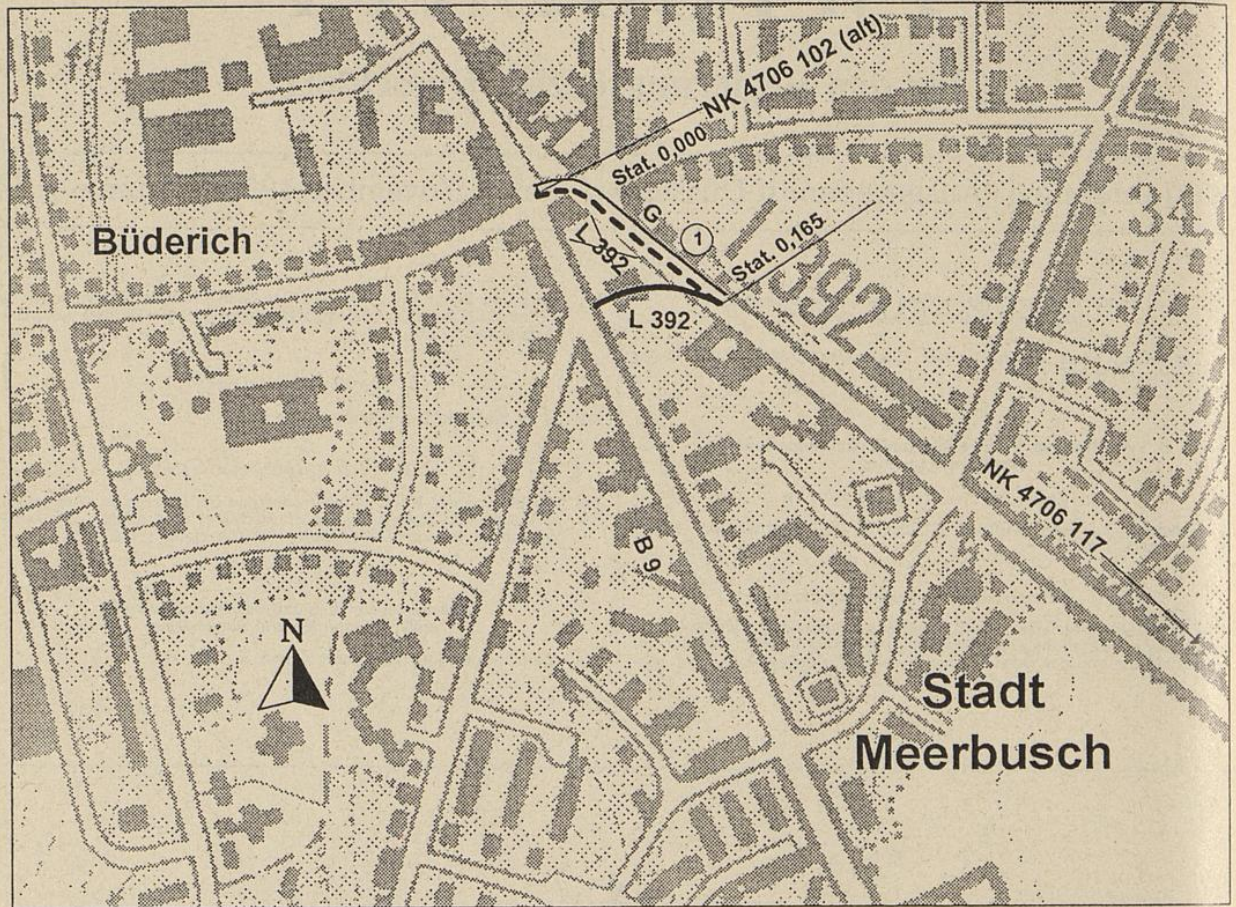 NK 4706 102 (alt)
Stat. 0,000
34
Büderich
G
1
L 392
Stat. 0,165
L 392
L 392
NK 4706 117
B 9
N
Stadt
Meerbusch